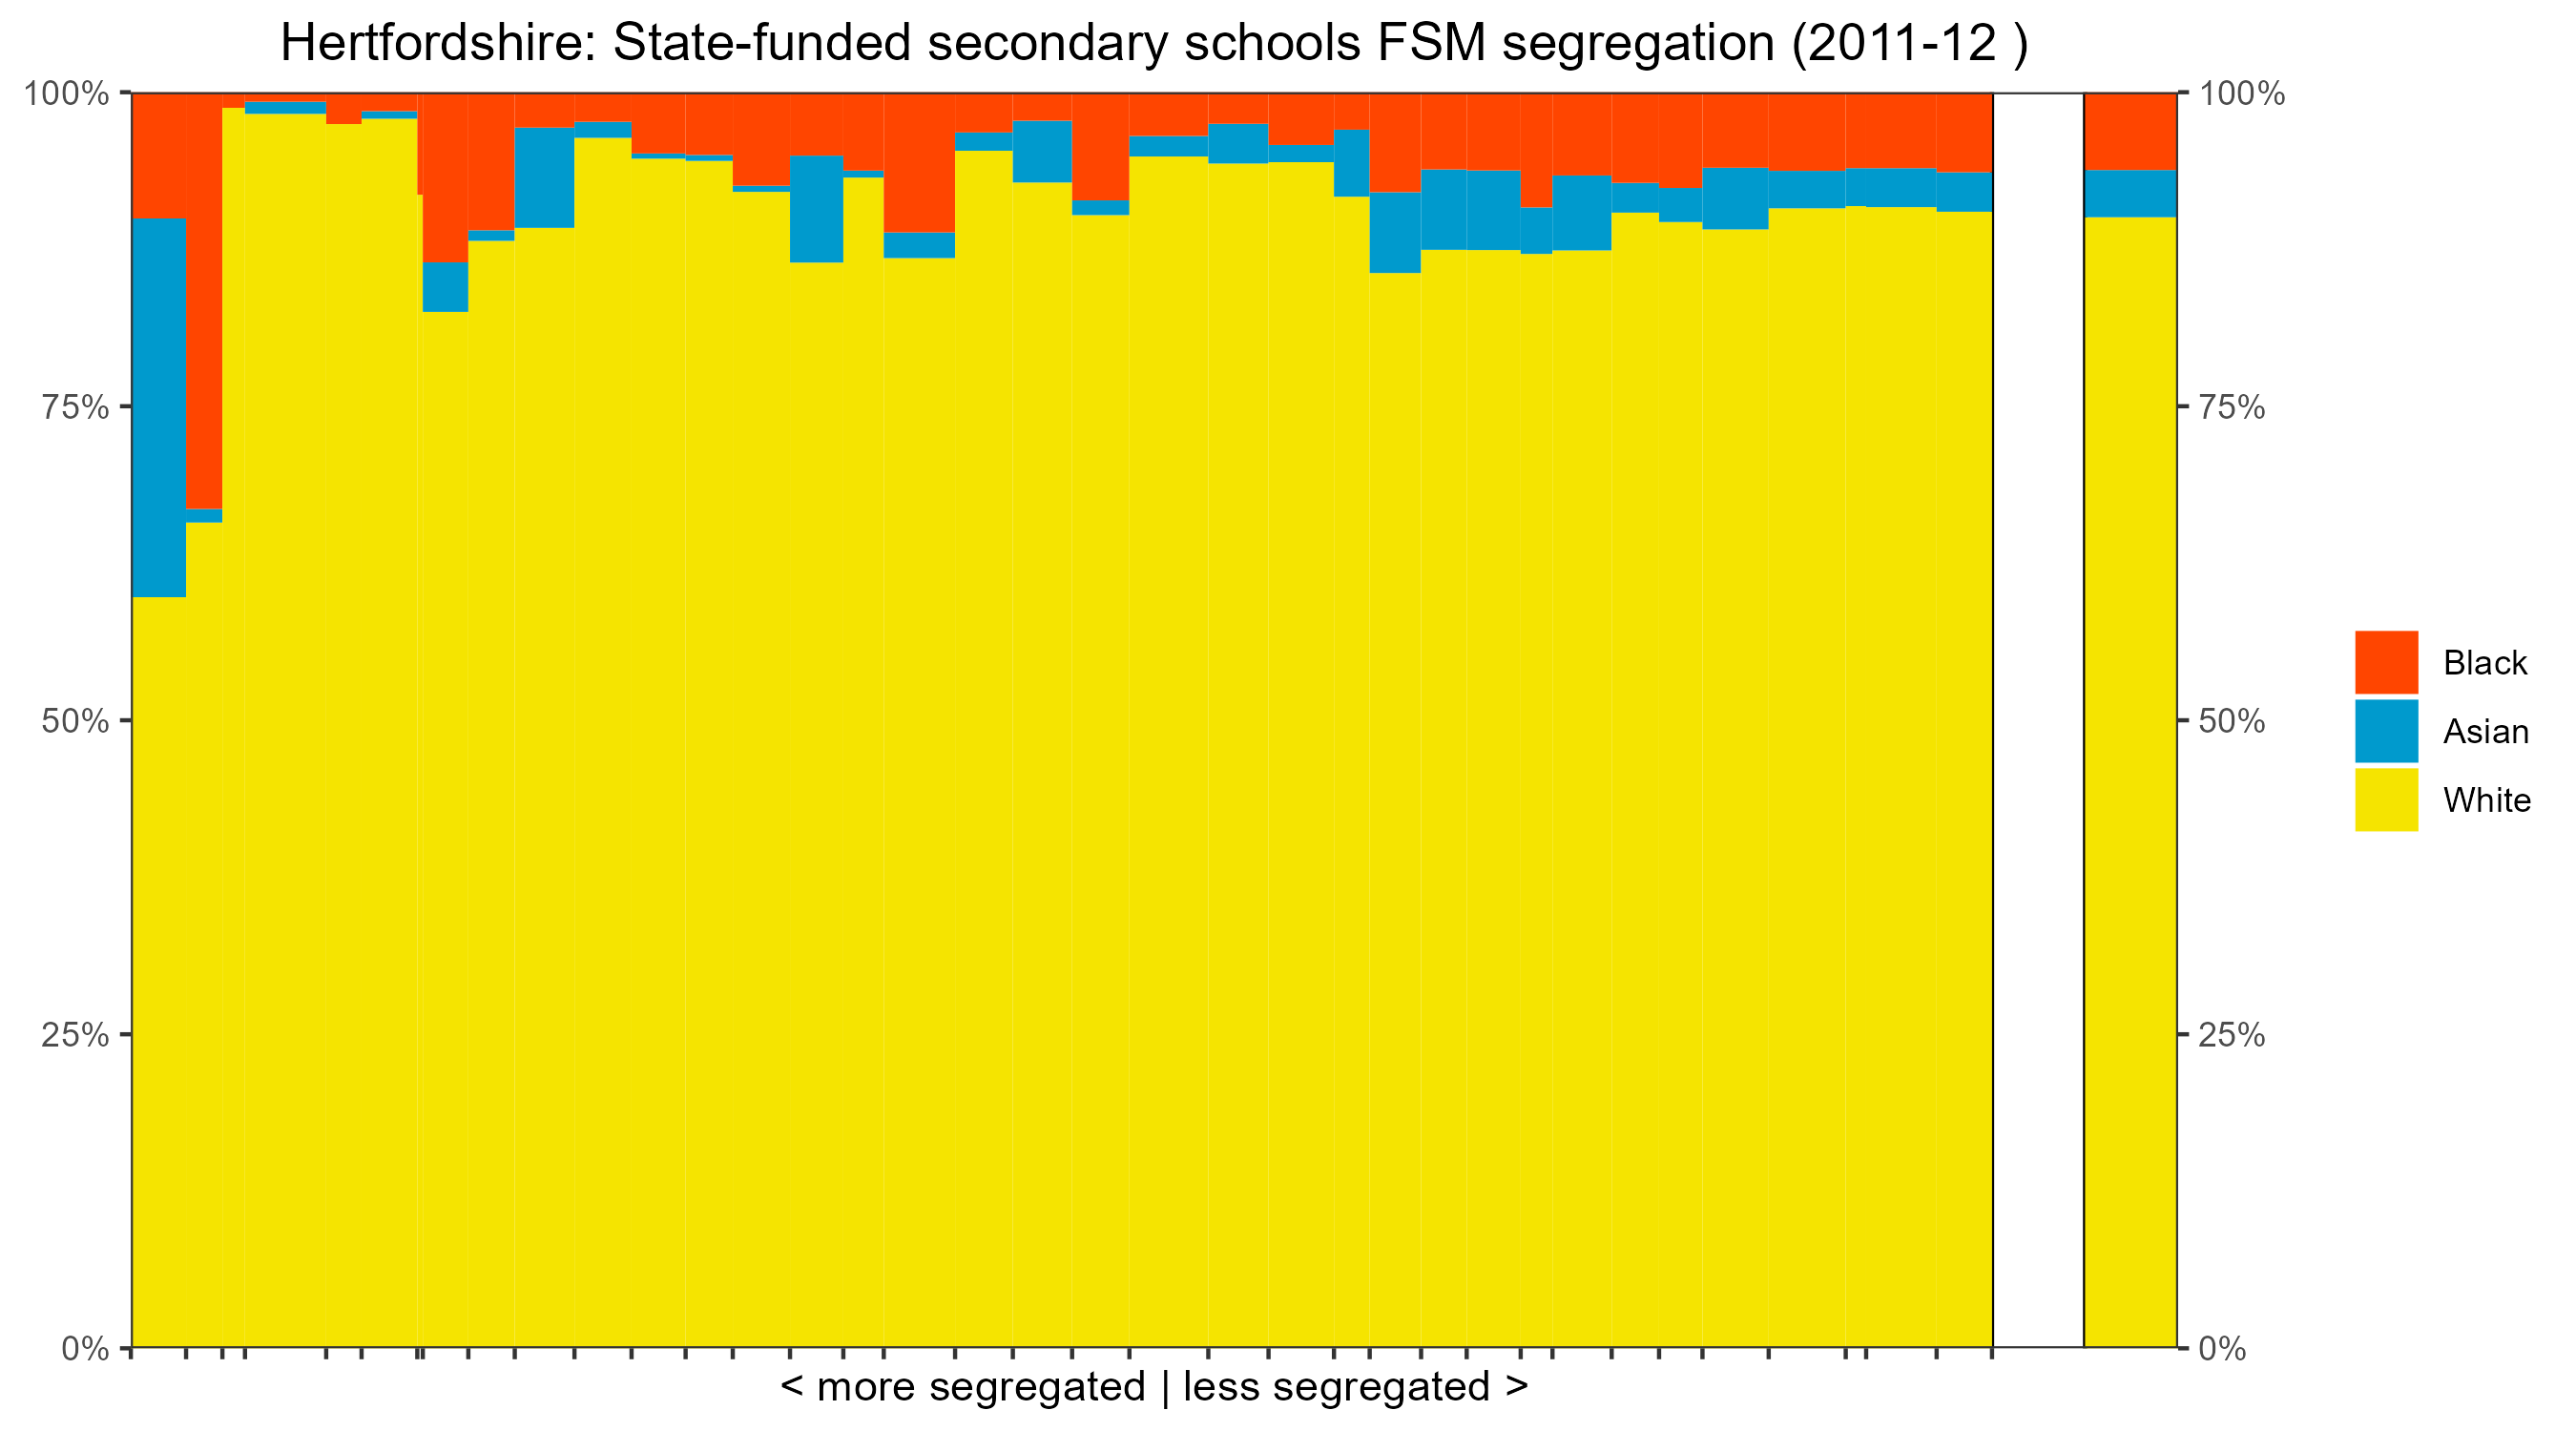 Hertfordshire: State-funded secondary schools FSM segregation (2011-12 )
100%
75%
50%
25%
0%
100%
75%
50%
25%
0%
Black
Asian
White
< more segregated | less segregated >